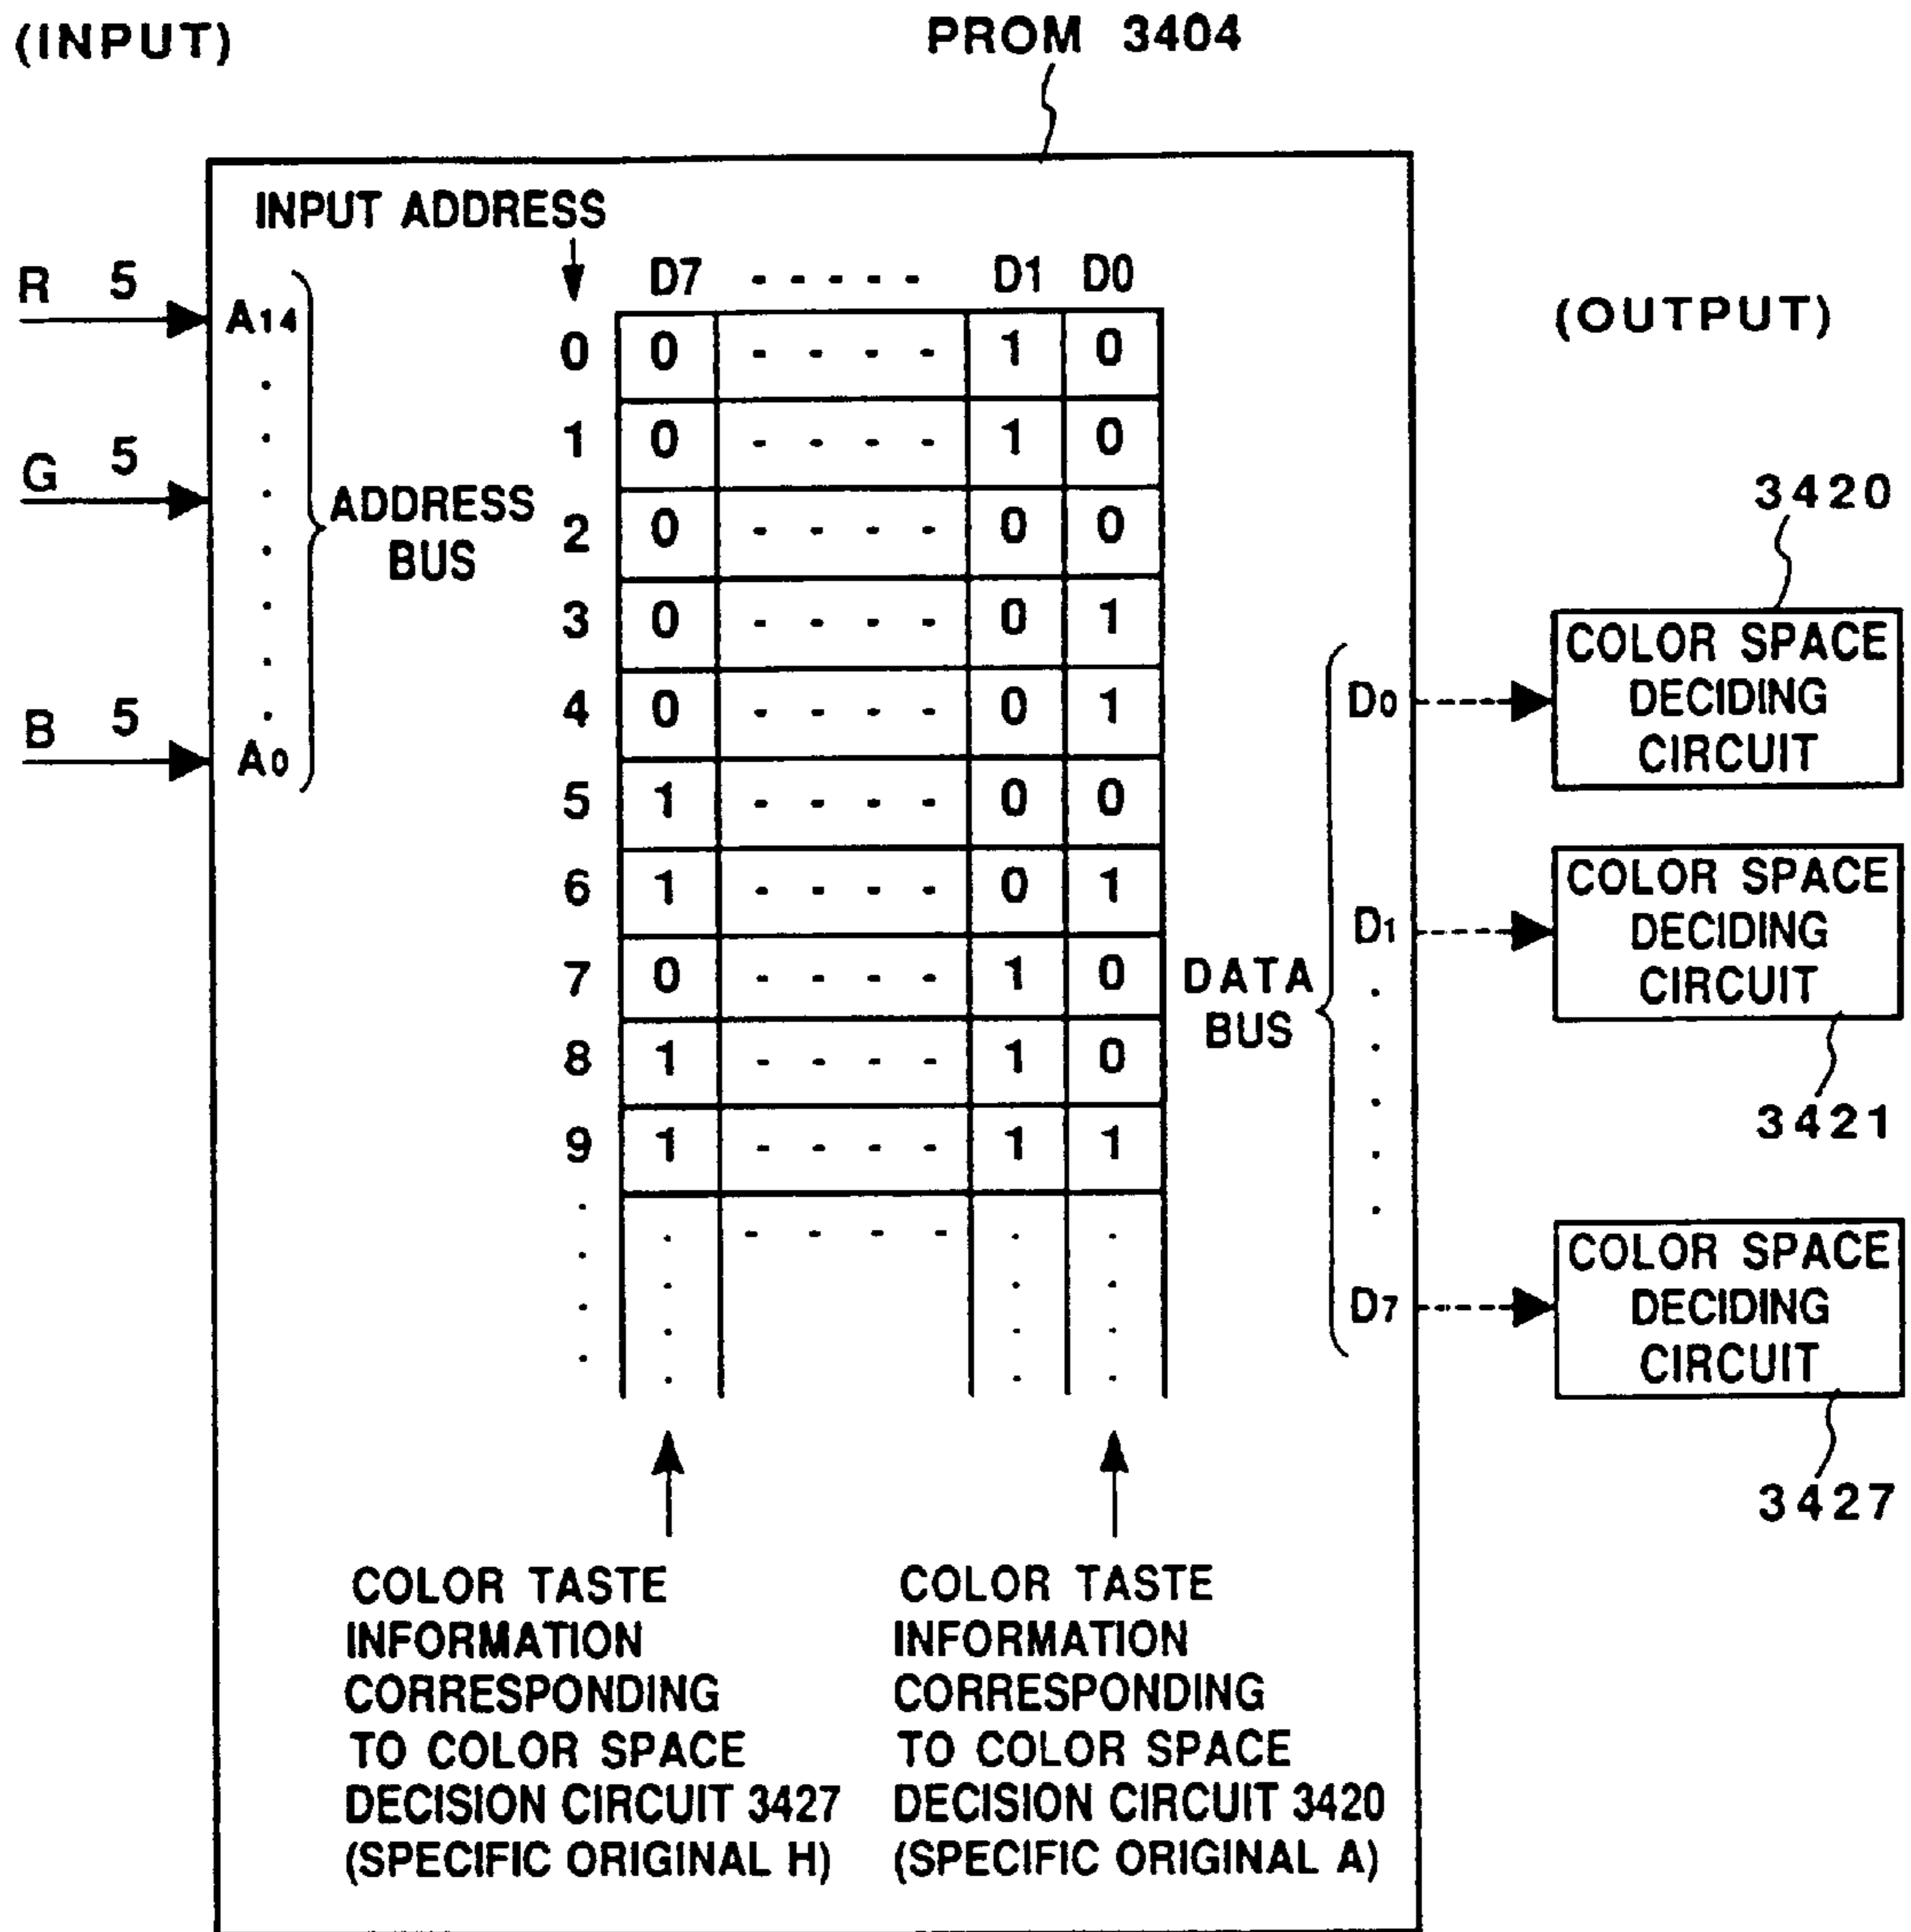 (INPUT)
PROM 3404
INPUT ADDRESS
D7 - - - - - D1 D0
R 5
A14
G 5
ADDRESS
BUS
B 5
A0
0 0 - - - - 1 0
1 0 - - - - 1 0
2 0 - - - - 0 0
3 0 - - - - 0 1
4 0 - - - - 0 1
5 1 - - - - 0 0
6 1 - - - - 0 1
7 0 - - - - 1 0
8 1 - - - - 1 0
9 1 - - - - 1 1
DATA
BUS
D0
D1
D7
(OUTPUT)
3420
COLOR SPACE
DECIDING
CIRCUIT
COLOR SPACE
DECIDING
CIRCUIT
3421
COLOR SPACE
DECIDING
CIRCUIT
3427
COLOR TASTE
INFORMATION
CORRESPONDING
TO COLOR SPACE
DECISION CIRCUIT 3427
(SPECIFIC ORIGINAL H)
COLOR TASTE
INFORMATION
CORRESPONDING
TO COLOR SPACE
DECISION CIRCUIT 3420
(SPECIFIC ORIGINAL A)